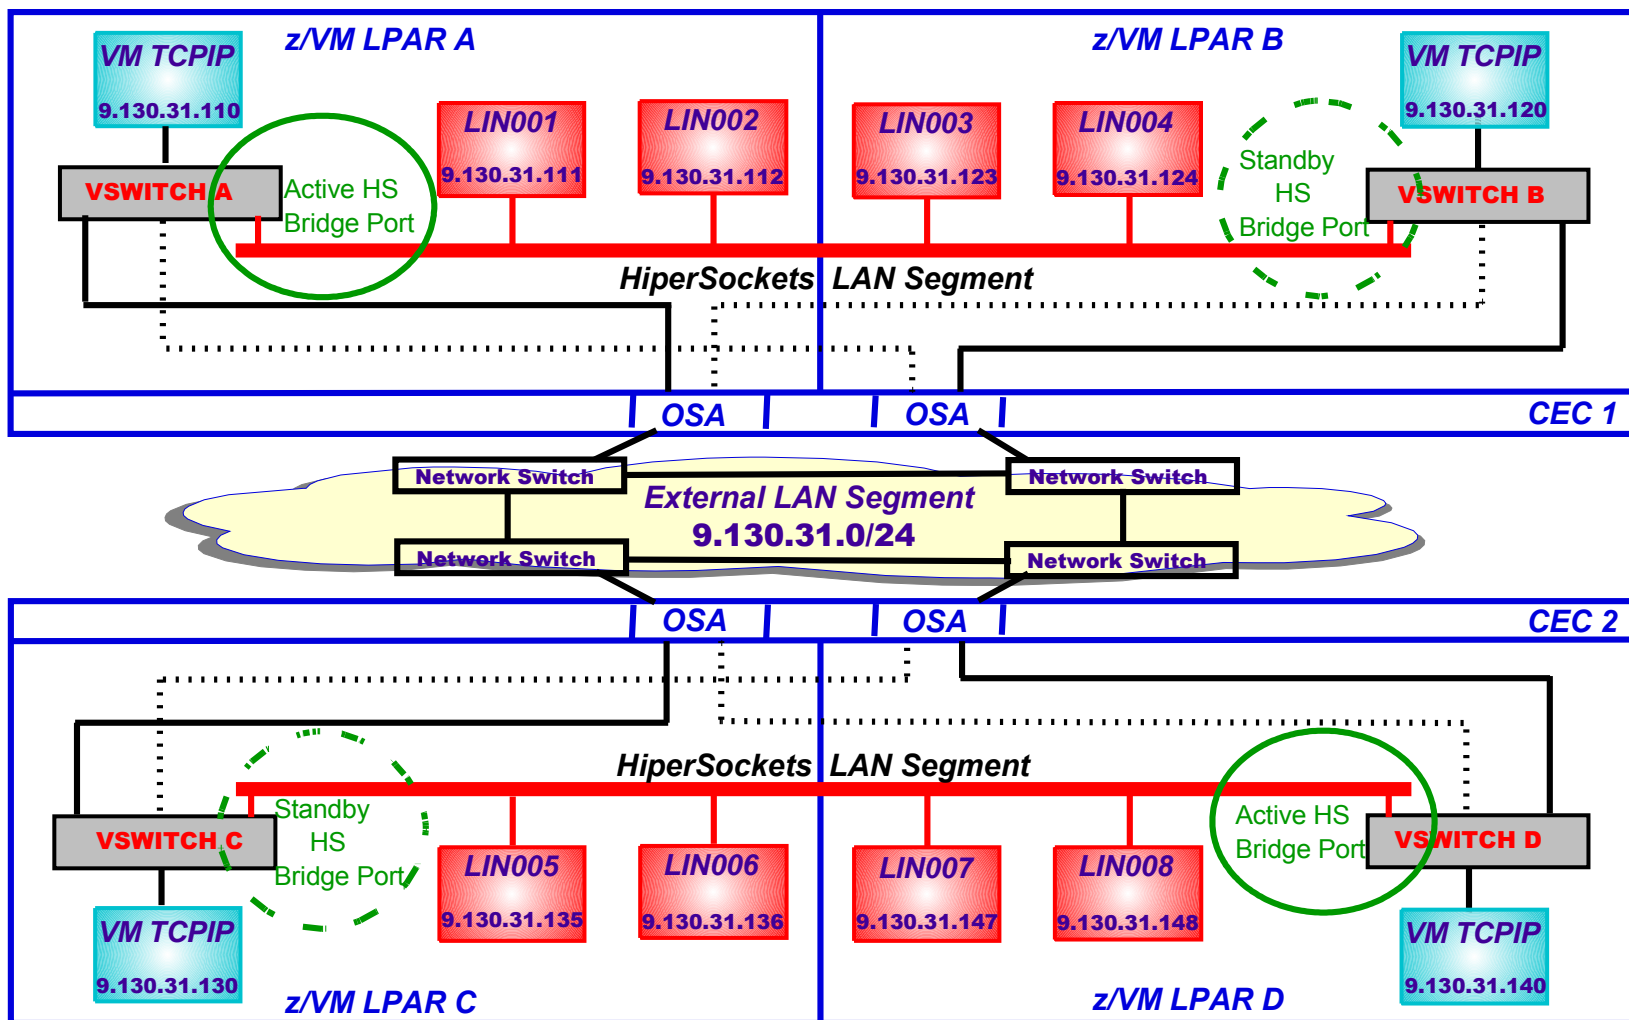 z/VM LPAR A
z/VM LPAR B
VM TCPIP
9.130.31.110
LIN001
9.130.31.111
LIN002
9.130.31.112
LIN003
9.130.31.123
LIN004
9.130.31.124
VM TCPIP
9.130.31.120
VSWITCH A
Active HS
Bridge Port
Standby
HS
Bridge Port
VSWITCH B
HiperSockets LAN Segment
OSA
OSA
CEC 1
Network Switch
Network Switch
External LAN Segment
9.130.31.0/24
Network Switch
Network Switch
OSA
OSA
CEC 2
HiperSockets LAN Segment
VSWITCH C
Standby
HS
Bridge Port
Active HS
Bridge Port
VSWITCH D
VM TCPIP
9.130.31.130
LIN005
9.130.31.135
LIN006
9.130.31.136
LIN007
9.130.31.147
LIN008
9.130.31.148
VM TCPIP
9.130.31.140
z/VM LPAR C
z/VM LPAR D